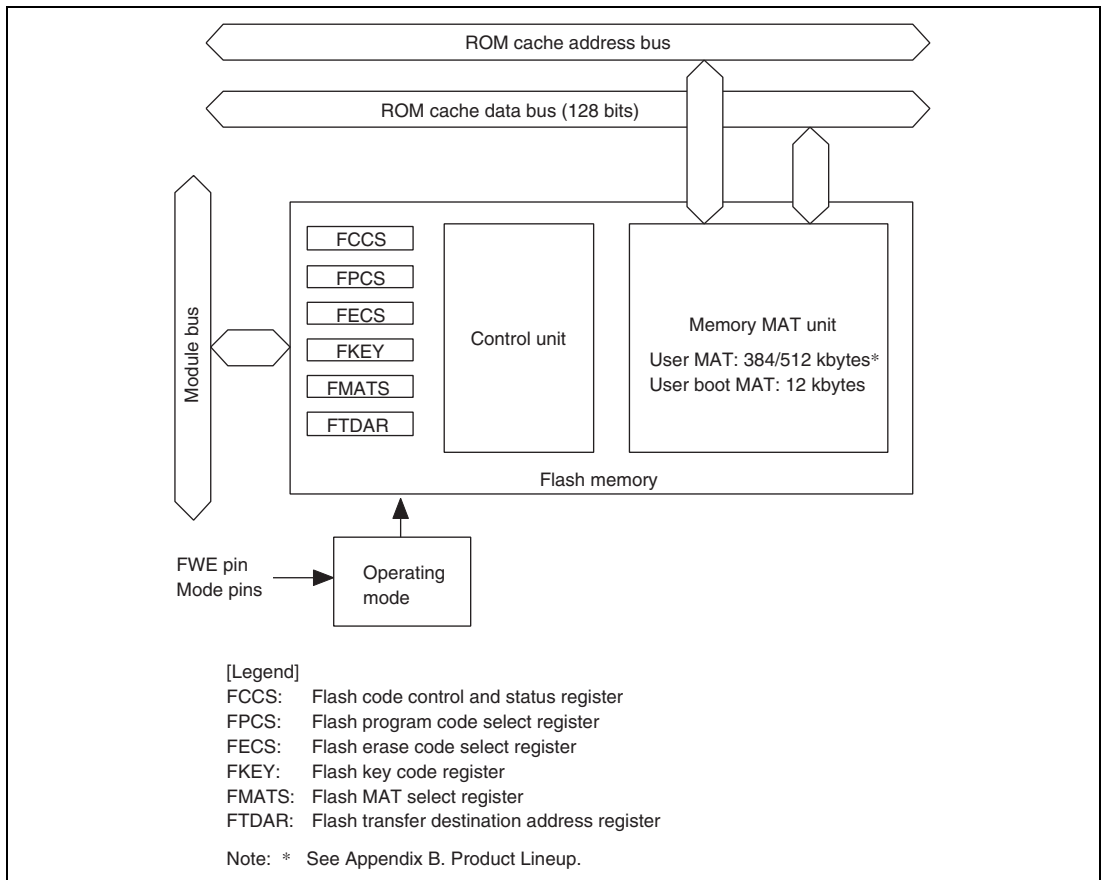 ROM cache address bus
ROM cache data bus (128 bits)
Module bus
FCCS
FPCS
FECS
FKEY
FMATS
FTDAR
Control unit
Memory MAT unit
User MAT: 384/512 kbytes*
User boot MAT: 12 kbytes
Flash memory
FWE pin
Mode pins
Operating
mode
[Legend]
FCCS: Flash code control and status register
FPCS: Flash program code select register
FECS: Flash erase code select register
FKEY: Flash key code register
FMATS: Flash MAT select register
FTDAR: Flash transfer destination address register
Note: * See Appendix B. Product Lineup.